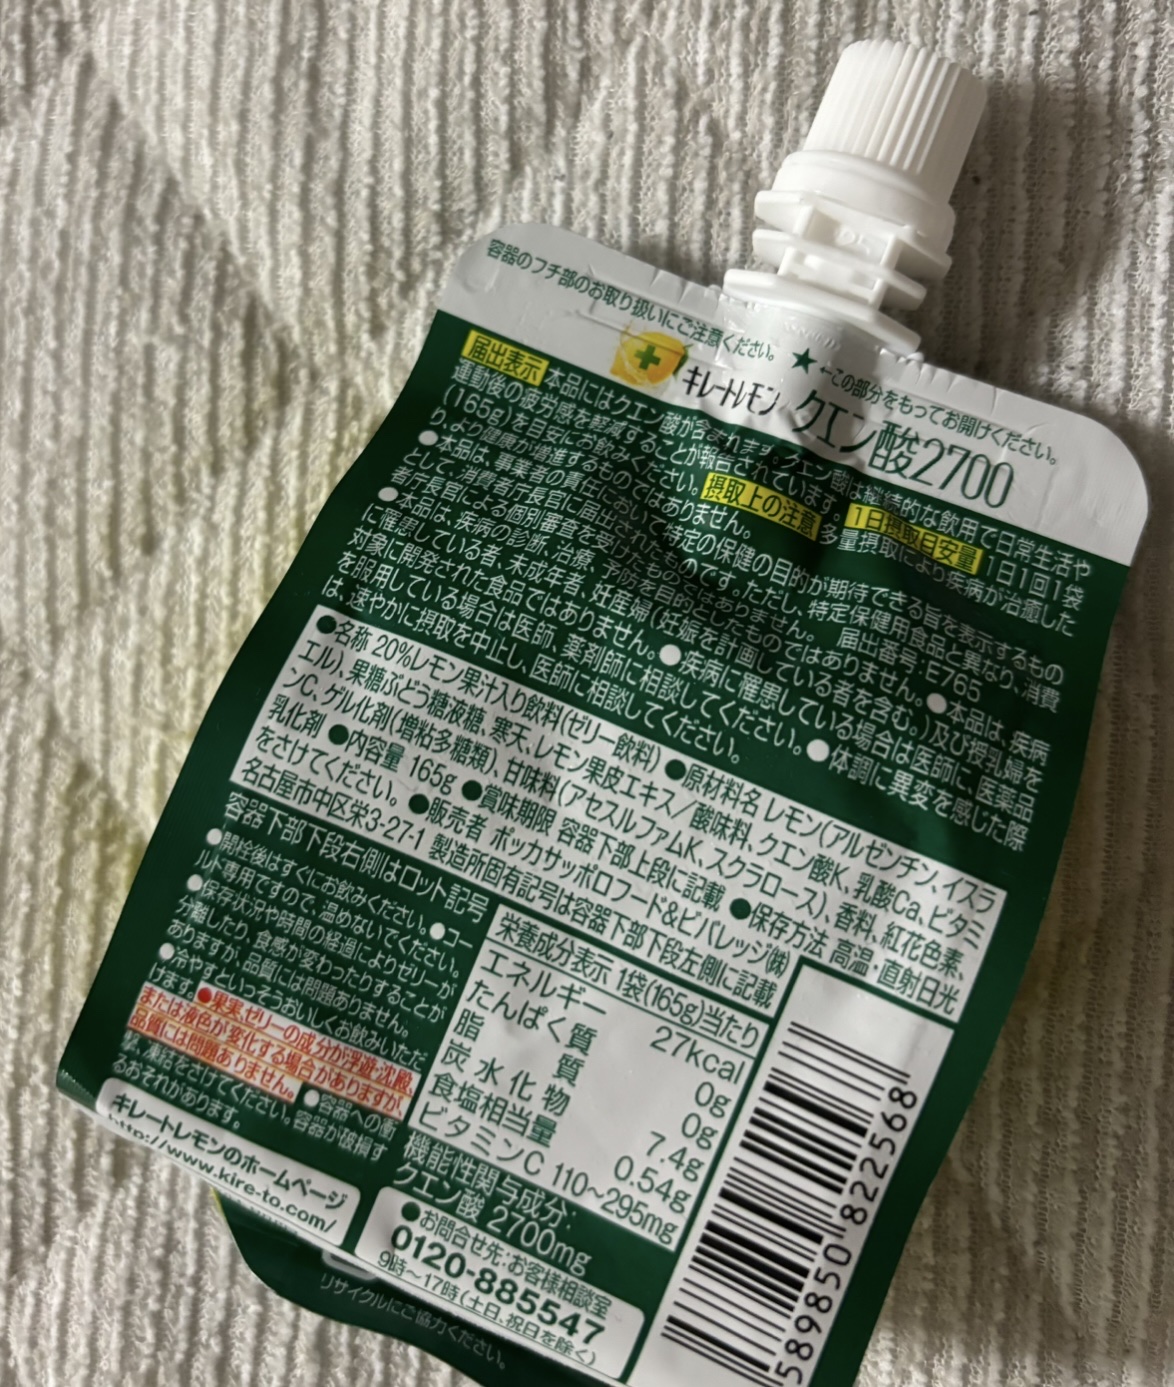 容器のフチ部のお取り扱いにご注意ください。
★←この部分をもってお開けください。
キレートレモン クエン酸2700
届出表示 本品にはクエン酸が含まれます。クエン酸は継続的な飲用で日常生活や
運動後の疲労感を軽減することが報告されています。 1日摂取目安量 1日1回1袋
(165g)を目安にお飲みください。 摂取上の注意 多量摂取により疾病が治癒した
り、より健康が増進するものではありません。 届出番号:E765
●本品は、事業者の責任において特定の保健の目的が期待できる旨を表示するもの
として、消費者庁長官に届出されたものです。ただし、特定保健用食品と異なり、消費
者庁長官による個別審査を受けたものではありません。
●本品は、疾病の診断、治療、予防を目的としたものではありません。●本品は、疾病
に罹患している者、未成年者、妊産婦(妊娠を計画している者を含む。)及び授乳婦を
対象に開発された食品ではありません。●疾病に罹患している場合は医師に、医薬品
を服用している場合は医師、薬剤師に相談してください。●体調に異変を感じた際
は、速やかに摂取を中止し、医師に相談してください。
●名称 20%レモン果汁入り飲料(ゼリー飲料) ●原材料名 レモン(アルゼンチン、イスラ
エル)、果糖ぶどう糖液糖、寒天、レモン果皮エキス/酸味料、クエン酸K、乳酸Ca、ビタミ
ンC、ゲル化剤(増粘多糖類)、甘味料(アセスルファムK、スクラロース)、香料、紅花色素、
乳化剤 ●内容量 165g ●賞味期限 容器下部上段に記載 ●保存方法 高温、直射日光
をさけてください。 ●販売者 ポッカサッポロフード&ビバレッジ㈱
名古屋市中区栄3-27-1 製造所固有記号は容器下部下段左側に記載
容器下部下段右側はロット記号
●開栓後はすぐにお飲みください。●コー
ルド専用ですので、温めないでください。
●保存状況や時間の経過によりゼリーが
分離したり、食感が変わったりすることが
ありますが、品質には問題ありません。
●冷やすといっそうおいしくお飲みいただ
けます。●果実、ゼリーの成分が浮遊・沈殿、
または液色が変化する場合がありますが、
品質には問題ありません。●容器への衝
撃、凍結をさけてください。容器が破損す
るおそれがあります。
栄養成分表示 1袋(165g)当たり
エネルギー 27kcal
たんぱく質 0g
脂質 0g
炭水化物 7.4g
食塩相当量 0.54g
ビタミンC 110~295mg
機能性関与成分:
クエン酸 2700mg
キレートレモンのホームページ
http://www.kire-to.com/
●お問合せ先:お客様相談室
0120-885547
9時~17時(土日、祝日を除く)
589850 822568
リサイクルにご協力ください。